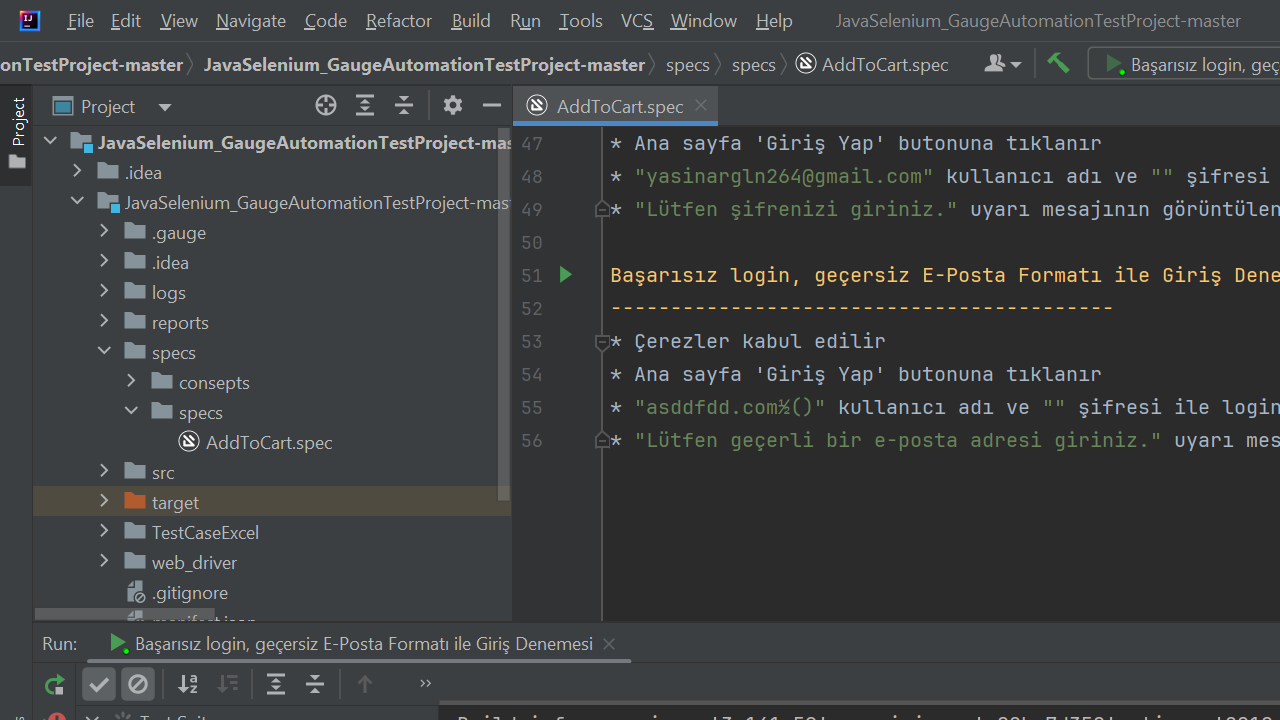 File Edit View Navigate Code Refactor Build Run Tools VCS Window Help JavaSelenium_GaugeAutomationTestProject-master
onTestProject-master JavaSelenium_GaugeAutomationTestProject-master specs specs AddToCart.spec Başarısız login, geç
Project
Project
AddToCart.spec
JavaSelenium_GaugeAutomationTestProject-mas
.idea
JavaSelenium_GaugeAutomationTestProject-mast
.gauge
.idea
logs
reports
specs
consepts
specs
AddToCart.spec
src
target
TestCaseExcel
web_driver
.gitignore
47 * Ana sayfa 'Giriş Yap' butonuna tıklanır
48 * "yasinargln264@gmail.com" kullanıcı adı ve "" şifresi
49 * "Lütfen şifrenizi giriniz." uyarı mesajının görüntülen
50
51 Başarısız login, geçersiz E-Posta Formatı ile Giriş Dene
52 ------------------------------------------
53 * Çerezler kabul edilir
54 * Ana sayfa 'Giriş Yap' butonuna tıklanır
55 * "asddfdd.com½()" kullanıcı adı ve "" şifresi ile login
56 * "Lütfen geçerli bir e-posta adresi giriniz." uyarı mes
Run: Başarısız login, geçersiz E-Posta Formatı ile Giriş Denemesi